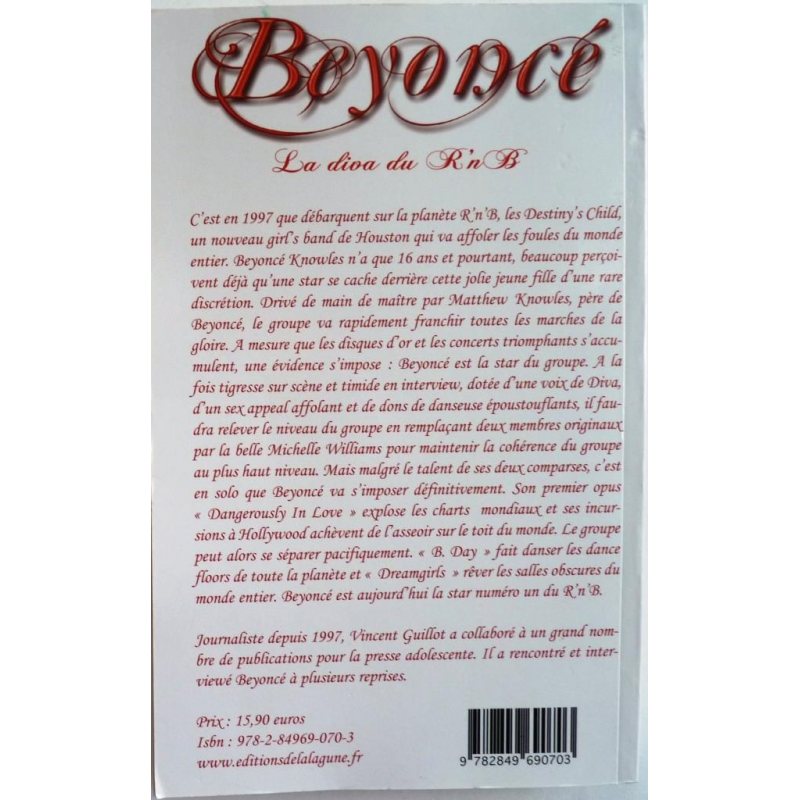 Beyoncé
La diva du R'n'B
C'est en 1997 que débarquent sur la planète R'n'B, les Destiny's Child,
un nouveau girl's band de Houston qui va affoler les foules du monde
entier. Beyoncé Knowles n'a que 16 ans et pourtant, beaucoup perçoi-
vent déjà qu'une star se cache derrière cette jolie jeune fille d'une rare
discrétion. Drivé de main de maître par Matthew Knowles, père de
Beyoncé, le groupe va rapidement franchir toutes les marches de la
gloire. A mesure que les disques d'or et les concerts triomphants s'accu-
mulent, une évidence s'impose : Beyoncé est la star du groupe. A la
fois tigresse sur scène et timide en interview, dotée d'une voix de Diva,
d'un sex appeal affolant et de dons de danseuse époustouflants, il fau-
dra relever le niveau du groupe en remplaçant deux membres originaux
par la belle Michelle Williams pour maintenir la cohérence du groupe
au plus haut niveau. Mais malgré le talent de ses deux comparses, c'est
en solo que Beyoncé va s'imposer définitivement. Son premier opus
« Dangerously In Love » explose les charts mondiaux et ses incur-
sions à Hollywood achèvent de l'asseoir sur le toit du monde. Le groupe
peut alors se séparer pacifiquement. « B. Day » fait danser les dance
floors de toute la planète et « Dreamgirls » rêver les salles obscures du
monde entier. Beyoncé est aujourd'hui la star numéro un du R'n'B.
Journaliste depuis 1997, Vincent Guillot a collaboré à un grand nom-
bre de publications pour la presse adolescente. Il a rencontré et inter-
viewé Beyoncé à plusieurs reprises.
Prix : 15,90 euros
Isbn : 978-2-84969-070-3
www.editionsdelalagune.fr
9 782849 690703